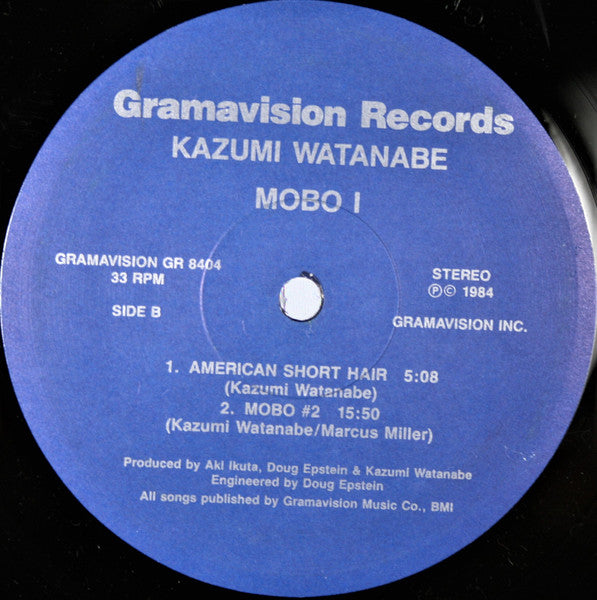 Gramavision Records
KAZUMI WATANABE
MOBO I
GRAMAVISION GR 8404
33 RPM
SIDE B
STEREO
Ⓟ© 1984
GRAMAVISION INC.
1. AMERICAN SHORT HAIR 5:08
(Kazumi Watanabe)
2. MOBO #2 15:50
(Kazumi Watanabe/Marcus Miller)
Produced by Aki Ikuta, Doug Epstein & Kazumi Watanabe
Engineered by Doug Epstein
All songs published by Gramavision Music Co., BMI